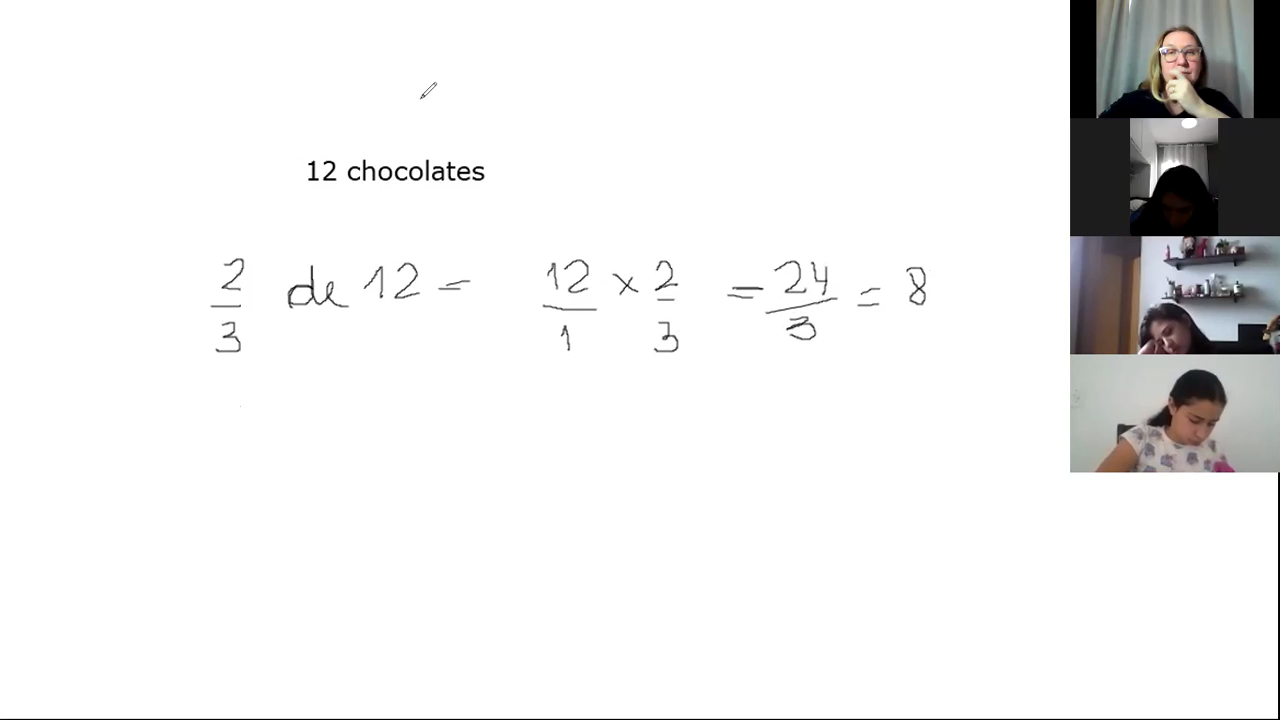 12 chocolates
2/3 de 12 = 12/1 x 2/3 = 24/3 = 8